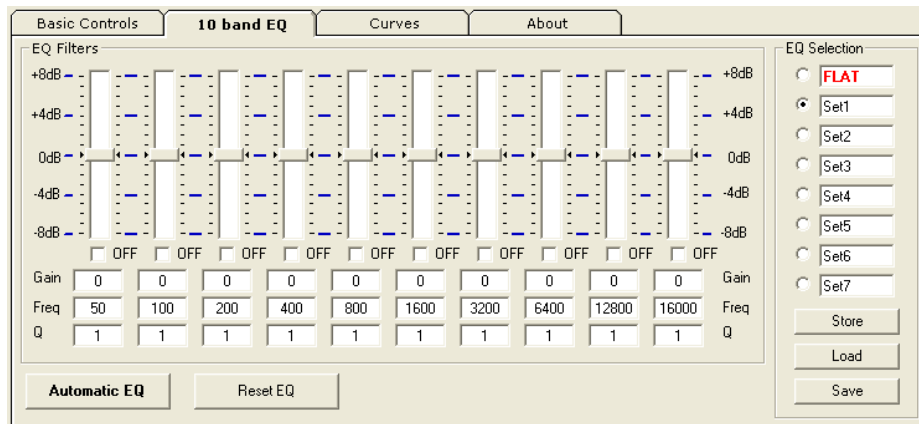 Basic Controls 10 band EQ Curves About
EQ Filters
+8dB +8dB
+4dB +4dB
0dB 0dB
-4dB -4dB
-8dB -8dB
OFF OFF OFF OFF OFF OFF OFF OFF OFF OFF
Gain 0 0 0 0 0 0 0 0 0 0 Gain
Freq 50 100 200 400 800 1600 3200 6400 12800 16000 Freq
Q 1 1 1 1 1 1 1 1 1 1 Q
Automatic EQ Reset EQ
EQ Selection
FLAT
Set1
Set2
Set3
Set4
Set5
Set6
Set7
Store
Load
Save